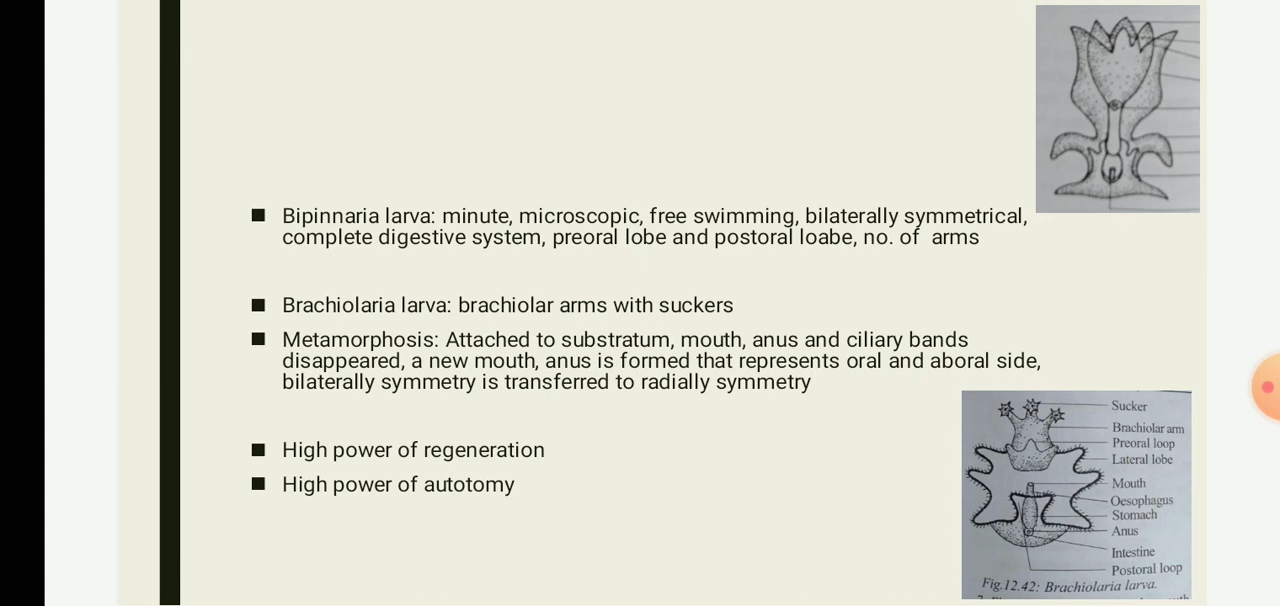 Bipinnaria larva: minute, microscopic, free swimming, bilaterally symmetrical,
complete digestive system, preoral lobe and postoral loabe, no. of arms
Brachiolaria larva: brachiolar arms with suckers
Metamorphosis: Attached to substratum, mouth, anus and ciliary bands
disappeared, a new mouth, anus is formed that represents oral and aboral side,
bilaterally symmetry is transferred to radially symmetry
High power of regeneration
High power of autotomy
Sucker
Brachiolar arm
Preoral loop
Lateral lobe
Mouth
Oesophagus
Stomach
Anus
Intestine
Postoral loop
Fig.12.42: Brachiolaria larva.